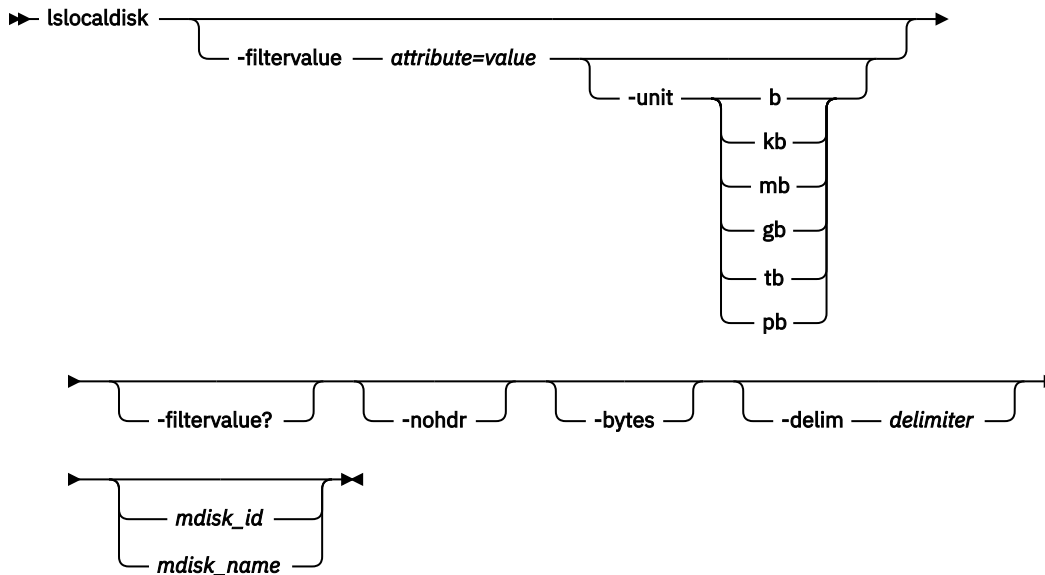 lslocaldisk
-filtervalue attribute=value
-unit b
kb
mb
gb
tb
pb
-filtervalue? -nohdr -bytes -delim delimiter
mdisk_id
mdisk_name